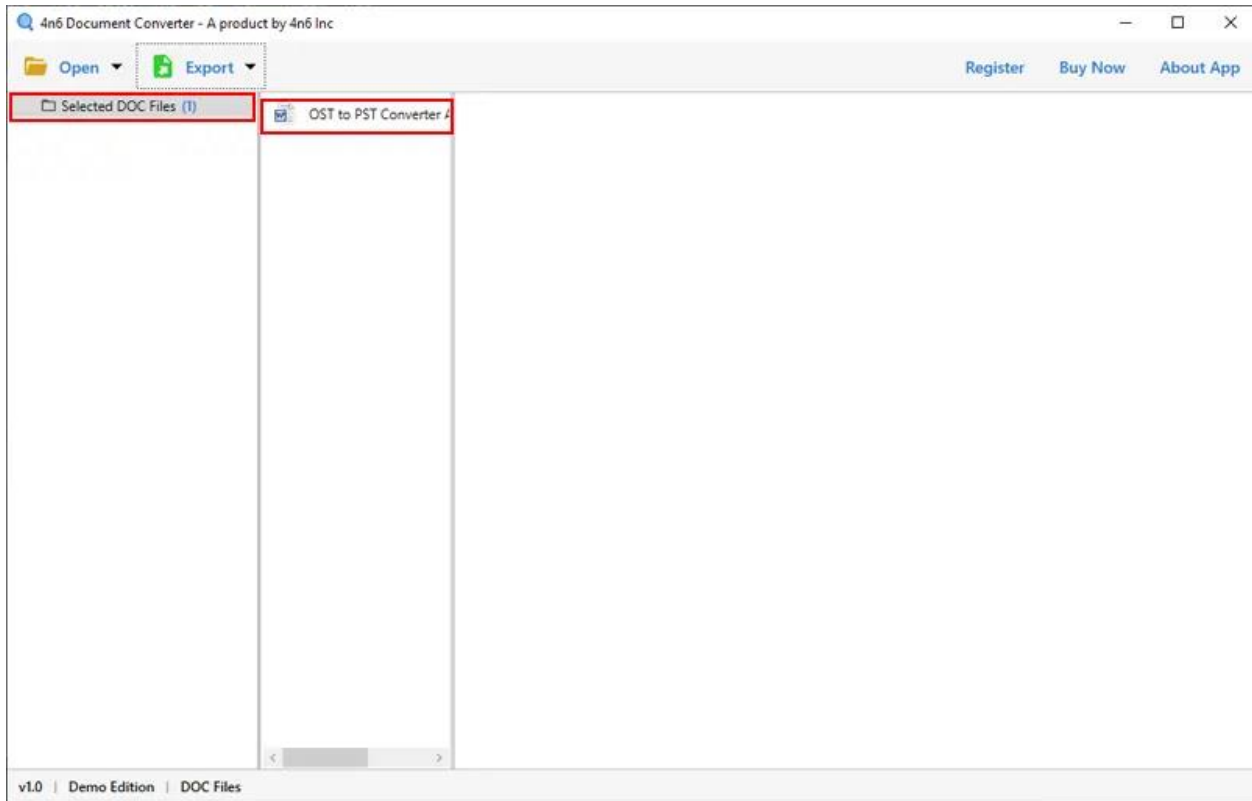 4n6 Document Converter - A product by 4n6 Inc
Open Export Register Buy Now About App
Selected DOC Files (1)
OST to PST Converter
v1.0 | Demo Edition | DOC Files